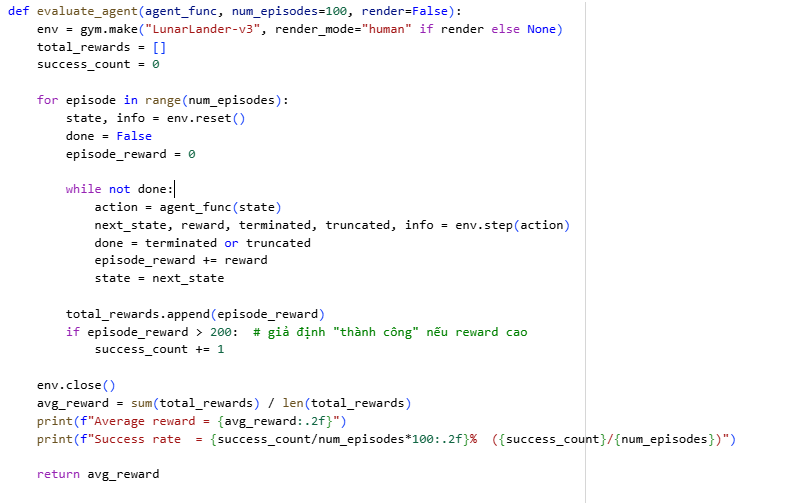 def evaluate_agent(agent_func, num_episodes=100, render=False):
    env = gym.make("LunarLander-v3", render_mode="human" if render else None)
    total_rewards = []
    success_count = 0

    for episode in range(num_episodes):
        state, info = env.reset()
        done = False
        episode_reward = 0

        while not done:
            action = agent_func(state)
            next_state, reward, terminated, truncated, info = env.step(action)
            done = terminated or truncated
            episode_reward += reward
            state = next_state

        total_rewards.append(episode_reward)
        if episode_reward > 200:  # giả định "thành công" nếu reward cao
            success_count += 1

    env.close()
    avg_reward = sum(total_rewards) / len(total_rewards)
    print(f"Average reward = {avg_reward:.2f}")
    print(f"Success rate  = {success_count/num_episodes*100:.2f}%  ({success_count}/{num_episodes})")

    return avg_reward